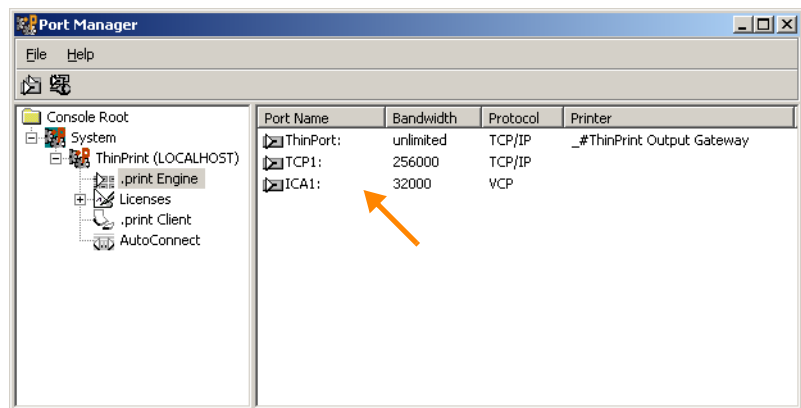 Port Manager
File Help
Console Root
System
ThinPrint (LOCALHOST)
.print Engine
Licenses
.print Client
AutoConnect
Port Name Bandwidth Protocol Printer
ThinPort: unlimited TCP/IP _#ThinPrint Output Gateway
TCP1: 256000 TCP/IP
ICA1: 32000 VCP